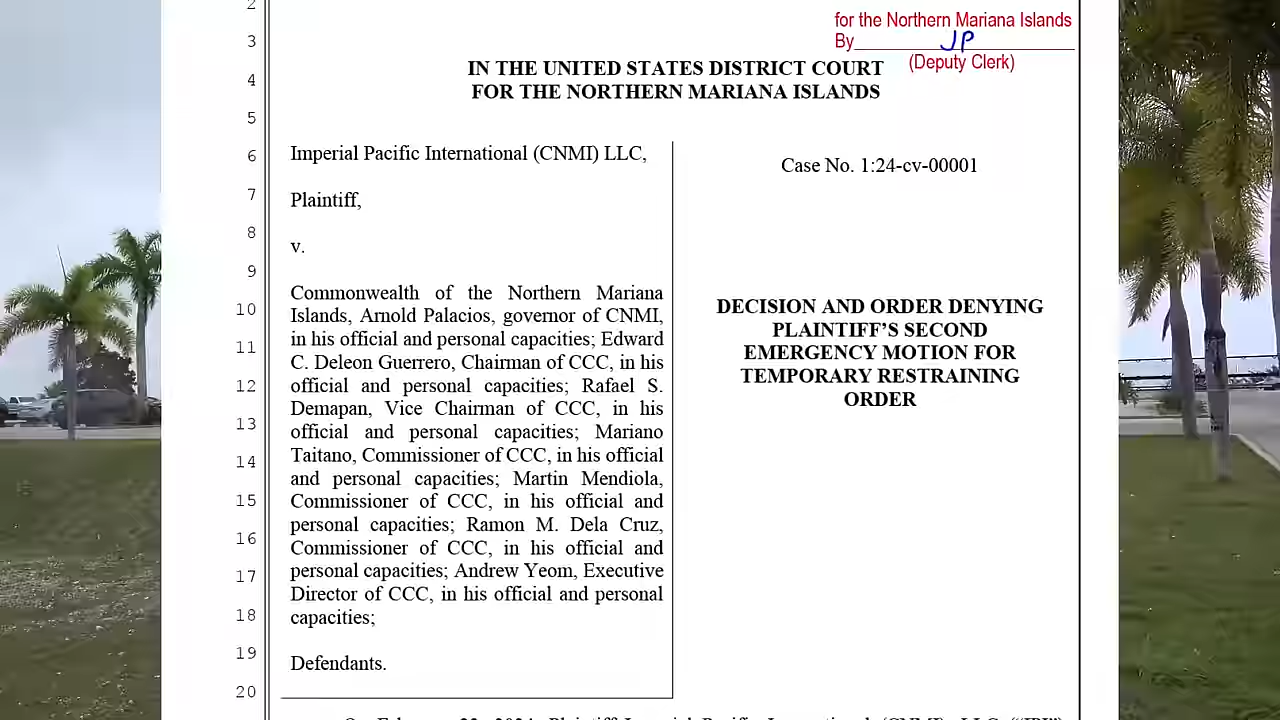 2
for the Northern Mariana Islands
3
By JP
(Deputy Clerk)
4
IN THE UNITED STATES DISTRICT COURT
FOR THE NORTHERN MARIANA ISLANDS
5
6
Imperial Pacific International (CNMI) LLC,
Case No. 1:24-cv-00001
7
Plaintiff,
8
v.
9
Commonwealth of the Northern Mariana
10
Islands, Arnold Palacios, governor of CNMI,
in his official and personal capacities; Edward
11
C. Deleon Guerrero, Chairman of CCC, in his
12
official and personal capacities; Rafael S.
Demapan, Vice Chairman of CCC, in his
13
official and personal capacities; Mariano
Taitano, Commissioner of CCC, in his official
14
and personal capacities; Martin Mendiola,
15
Commissioner of CCC, in his official and
personal capacities; Ramon M. Dela Cruz,
16
Commissioner of CCC, in his official and
17
personal capacities; Andrew Yeom, Executive
Director of CCC, in his official and personal
18
capacities;
19
Defendants.
20
DECISION AND ORDER DENYING
PLAINTIFF'S SECOND
EMERGENCY MOTION FOR
TEMPORARY RESTRAINING
ORDER